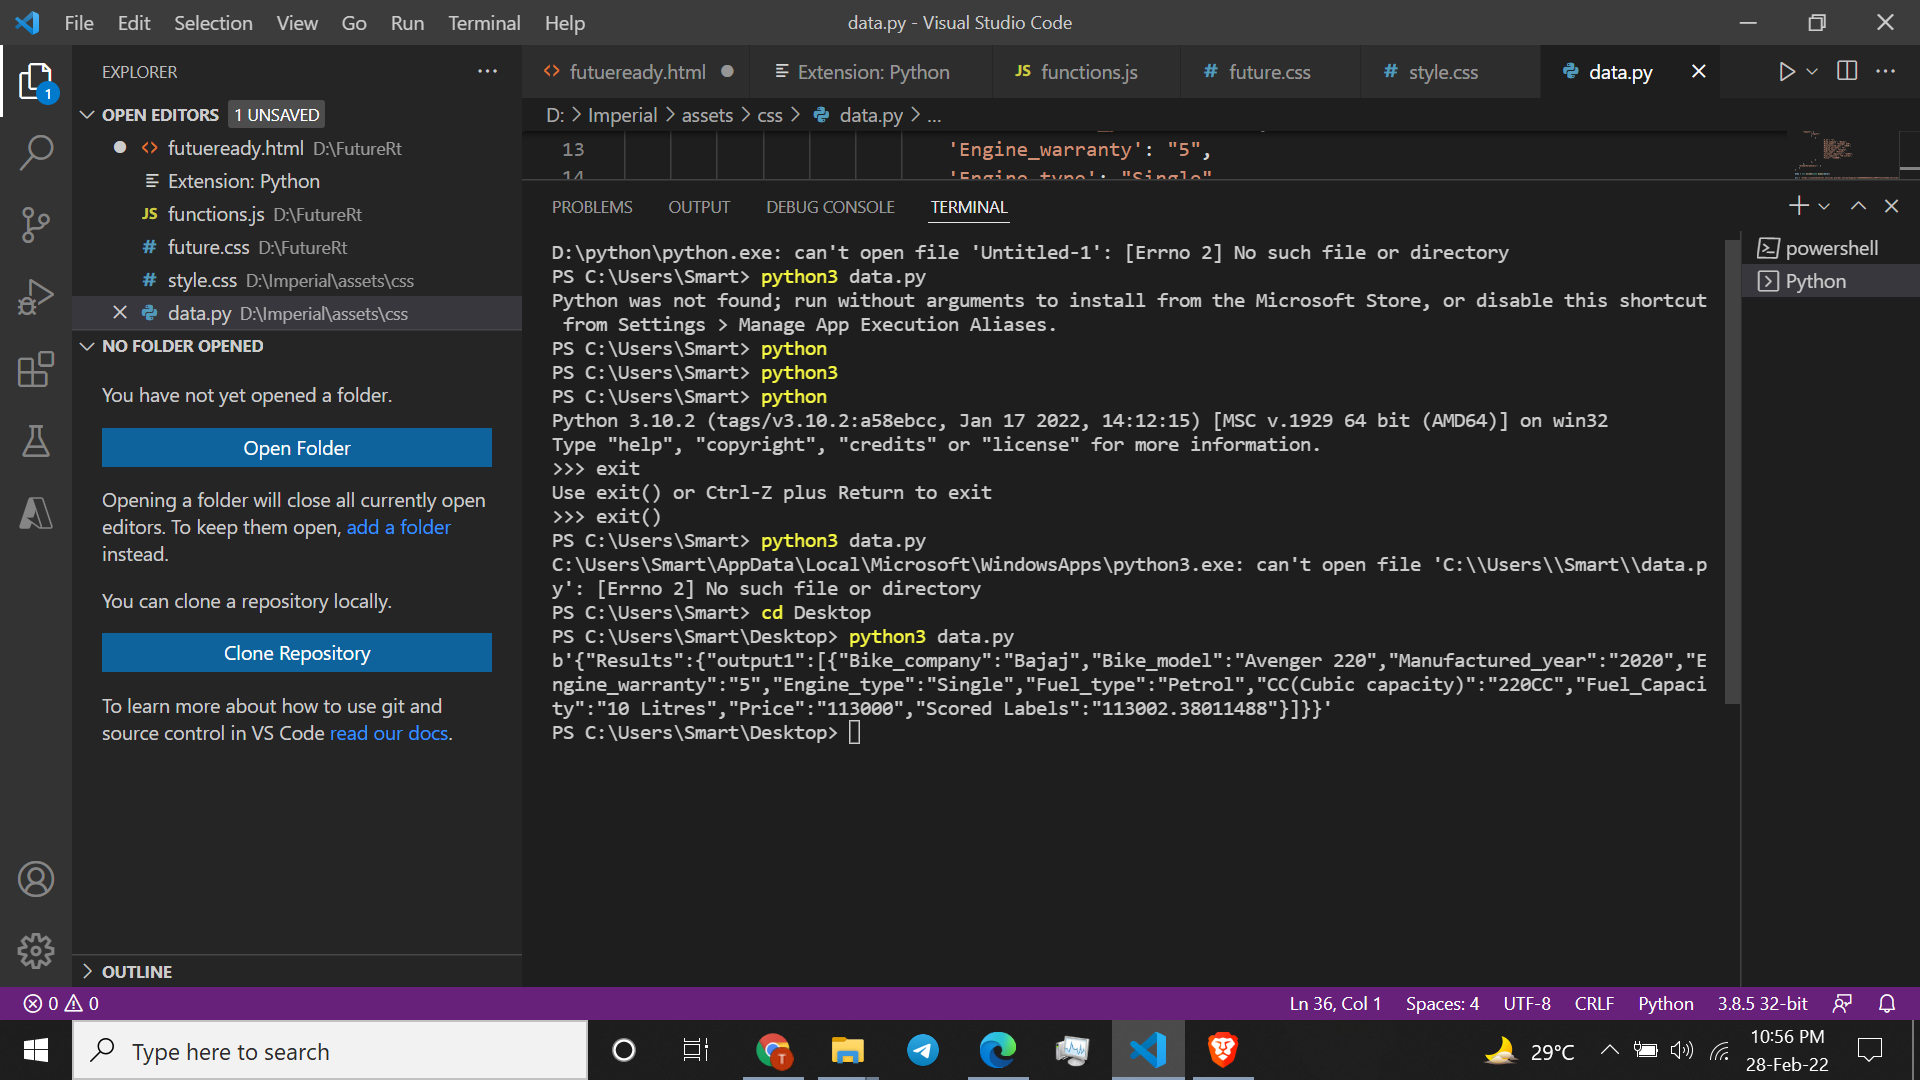 File Edit Selection View Go Run Terminal Help
data.py - Visual Studio Code
EXPLORER
OPEN EDITORS 1 UNSAVED
futueready.html D:\FutureRt
Extension: Python
functions.js D:\FutureRt
future.css D:\FutureRt
style.css D:\Imperial\assets\css
data.py D:\Imperial\assets\css
NO FOLDER OPENED
You have not yet opened a folder.
Open Folder
Opening a folder will close all currently open
editors. To keep them open, add a folder
instead.
You can clone a repository locally.
Clone Repository
To learn more about how to use git and
source control in VS Code read our docs.
OUTLINE
1
futueready.html Extension: Python JS functions.js # future.css # style.css data.py
D: > Imperial > assets > css > data.py > ...
13 'Engine_warranty': "5",
14 'Engine_type': "Single"
PROBLEMS OUTPUT DEBUG CONSOLE TERMINAL
D:\python\python.exe: can't open file 'Untitled-1': [Errno 2] No such file or directory
PS C:\Users\Smart> python3 data.py
Python was not found; run without arguments to install from the Microsoft Store, or disable this shortcut
from Settings > Manage App Execution Aliases.
PS C:\Users\Smart> python
PS C:\Users\Smart> python3
PS C:\Users\Smart> python
Python 3.10.2 (tags/v3.10.2:a58ebcc, Jan 17 2022, 14:12:15) [MSC v.1929 64 bit (AMD64)] on win32
Type "help", "copyright", "credits" or "license" for more information.
>>> exit
Use exit() or Ctrl-Z plus Return to exit
>>> exit()
PS C:\Users\Smart> python3 data.py
C:\Users\Smart\AppData\Local\Microsoft\WindowsApps\python3.exe: can't open file 'C:\\Users\\Smart\\data.p
y': [Errno 2] No such file or directory
PS C:\Users\Smart> cd Desktop
PS C:\Users\Smart\Desktop> python3 data.py
b'{"Results":{"output1":[{"Bike_company":"Bajaj","Bike_model":"Avenger 220","Manufactured_year":"2020","E
ngine_warranty":"5","Engine_type":"Single","Fuel_type":"Petrol","CC(Cubic capacity)":"220CC","Fuel_Capaci
ty":"10 Litres","Price":"113000","Scored Labels":"113002.38011488"}]}}'
PS C:\Users\Smart\Desktop>
powershell
Python
0 0
Ln 36, Col 1 Spaces: 4 UTF-8 CRLF Python 3.8.5 32-bit
Type here to search
T
29°C
10:56 PM
28-Feb-22